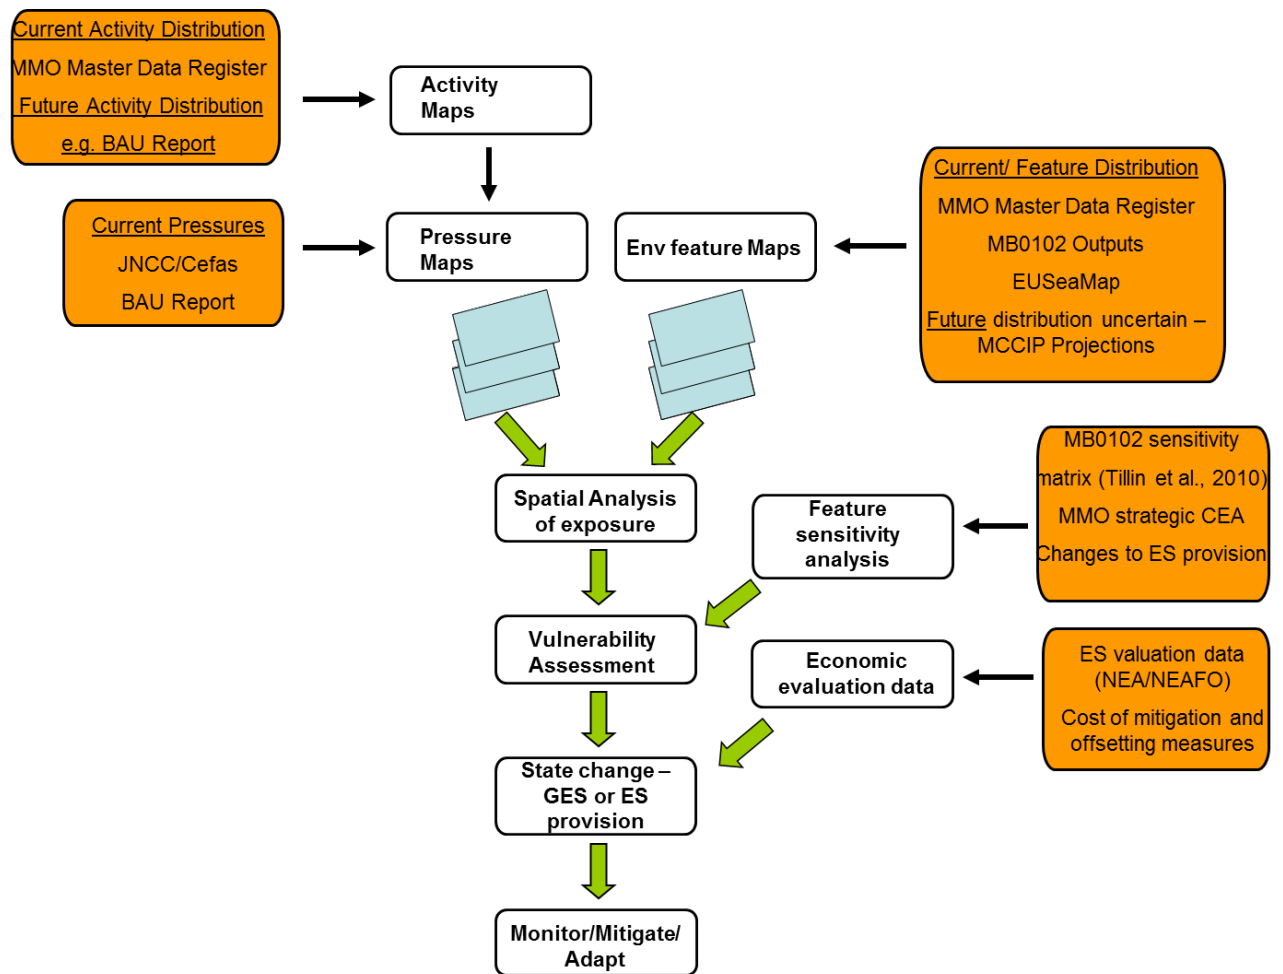 Current Activity Distribution
MMO Master Data Register
Future Activity Distribution
e.g. BAU Report
Activity
Maps
Current/ Feature Distribution
MMO Master Data Register
MB0102 Outputs
EUSeaMap
Future distribution uncertain –
MCCIP Projections
Current Pressures
JNCC/Cefas
BAU Report
Pressure
Maps
Env feature Maps
MB0102 sensitivity
matrix (Tillin et al., 2010)
MMO strategic CEA
Changes to ES provision
Spatial Analysis
of exposure
Feature
sensitivity
analysis
Vulnerability
Assessment
Economic
evaluation data
ES valuation data
(NEA/NEAFO)
Cost of mitigation and
offsetting measures
State change –
GES or ES
provision
Monitor/Mitigate/
Adapt